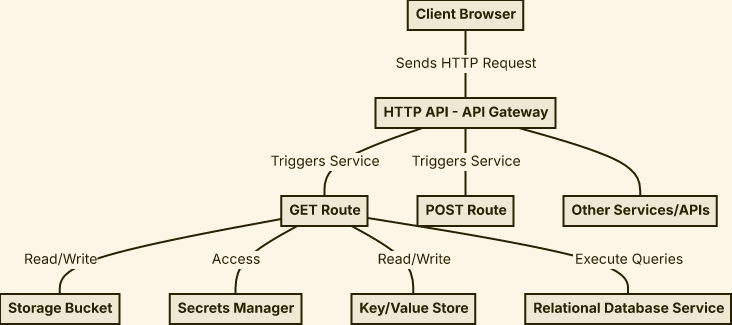 Client Browser
Sends HTTP Request
HTTP API - API Gateway
Triggers Service
Triggers Service
GET Route
POST Route
Other Services/APIs
Read/Write
Access
Read/Write
Execute Queries
Storage Bucket
Secrets Manager
Key/Value Store
Relational Database Service